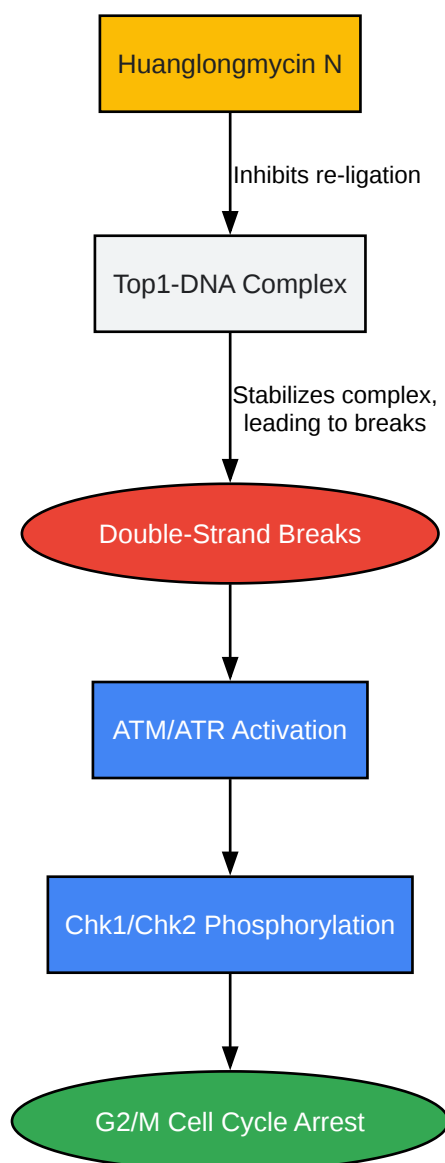 Huanglongmycin N
Inhibits re-ligation
Top1-DNA Complex
Stabilizes complex,
leading to breaks
Double-Strand Breaks
ATM/ATR Activation
Chk1/Chk2 Phosphorylation
G2/M Cell Cycle Arrest